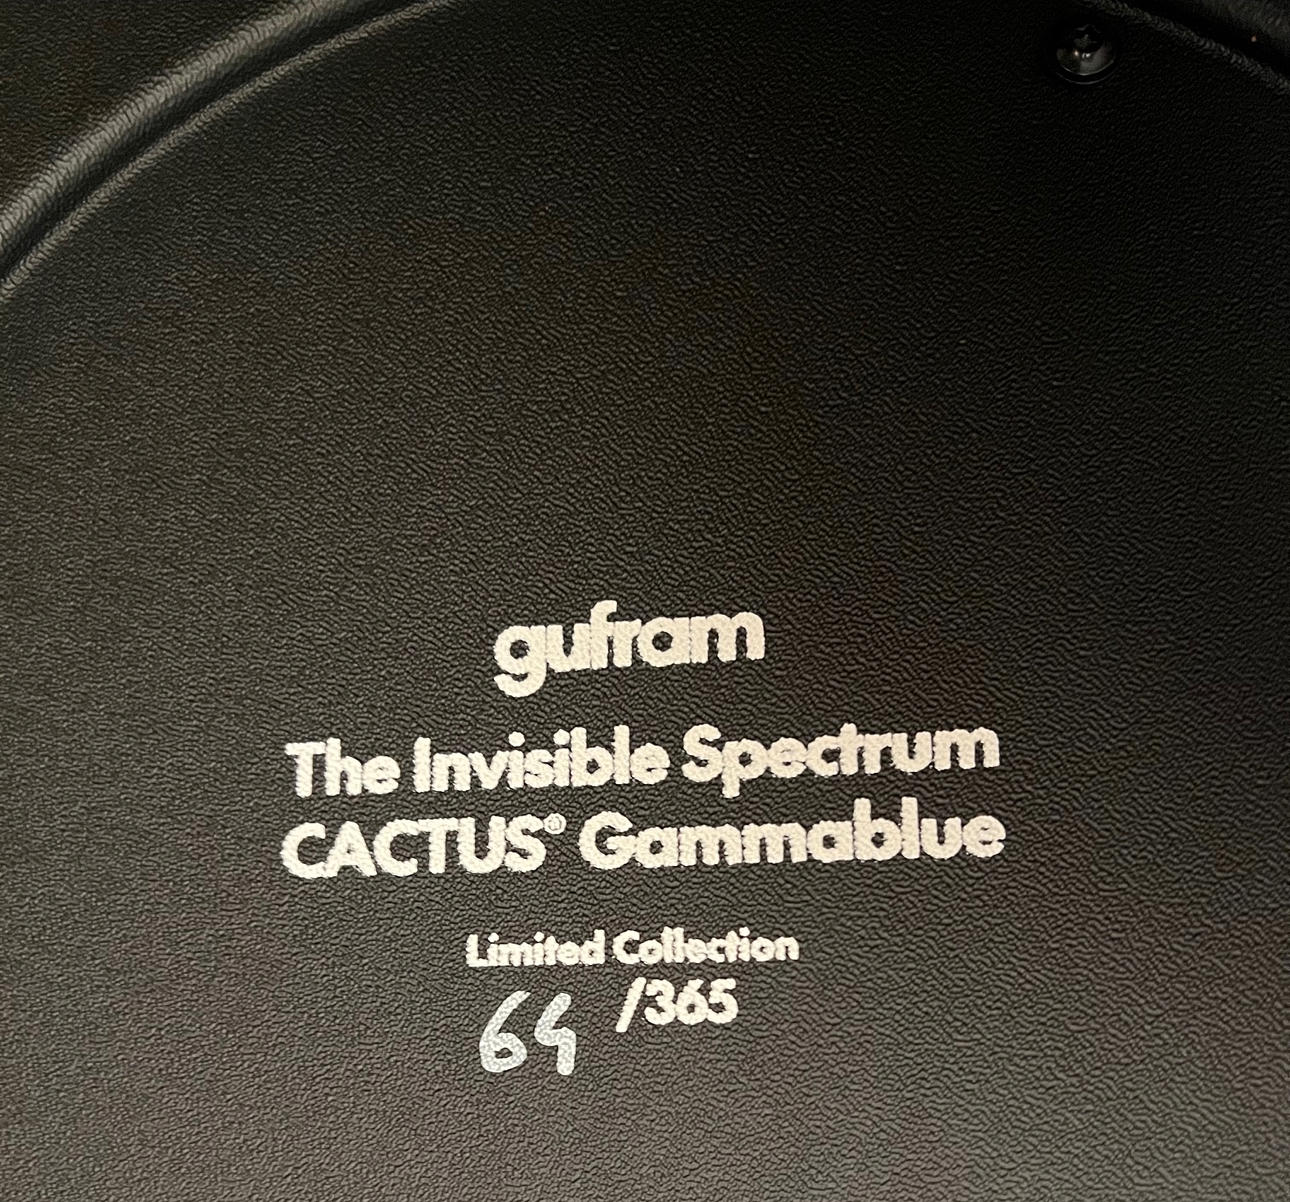 gufram
The Invisible Spectrum
CACTUS® Gammablue
Limited Collection
64 /365